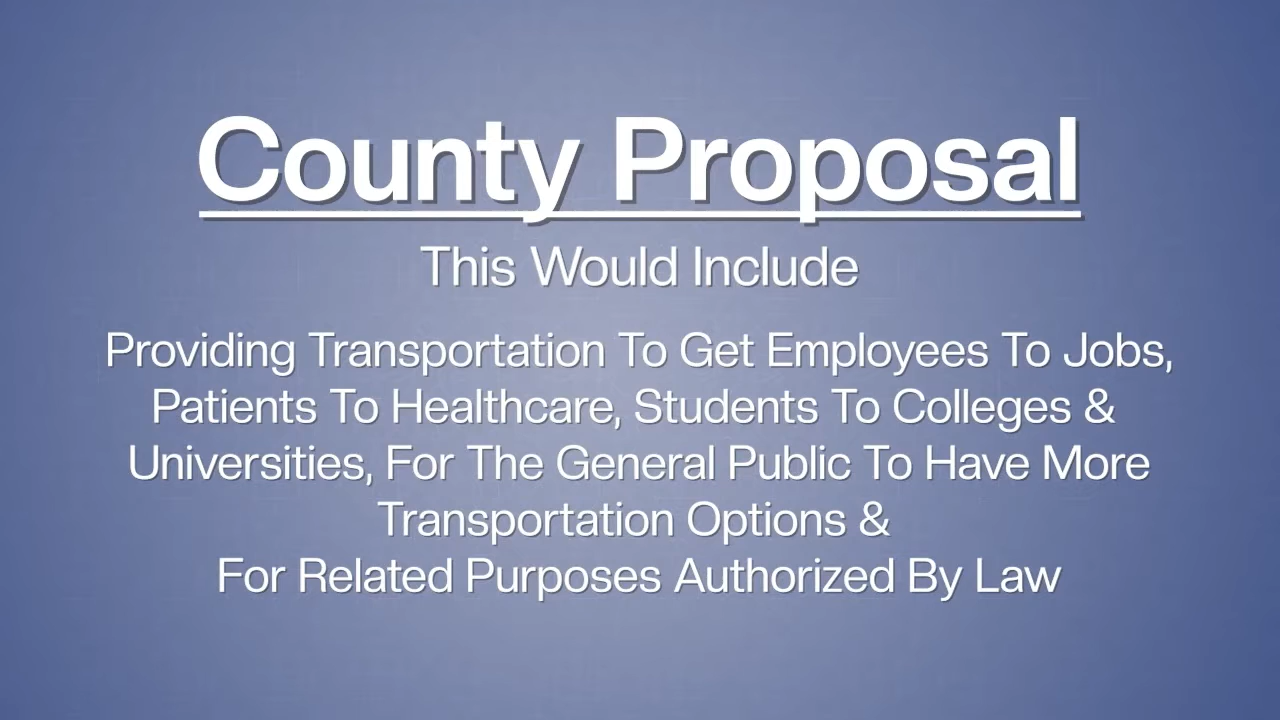 County Proposal
This Would Include
Providing Transportation To Get Employees To Jobs,
Patients To Healthcare, Students To Colleges &
Universities, For The General Public To Have More
Transportation Options &
For Related Purposes Authorized By Law